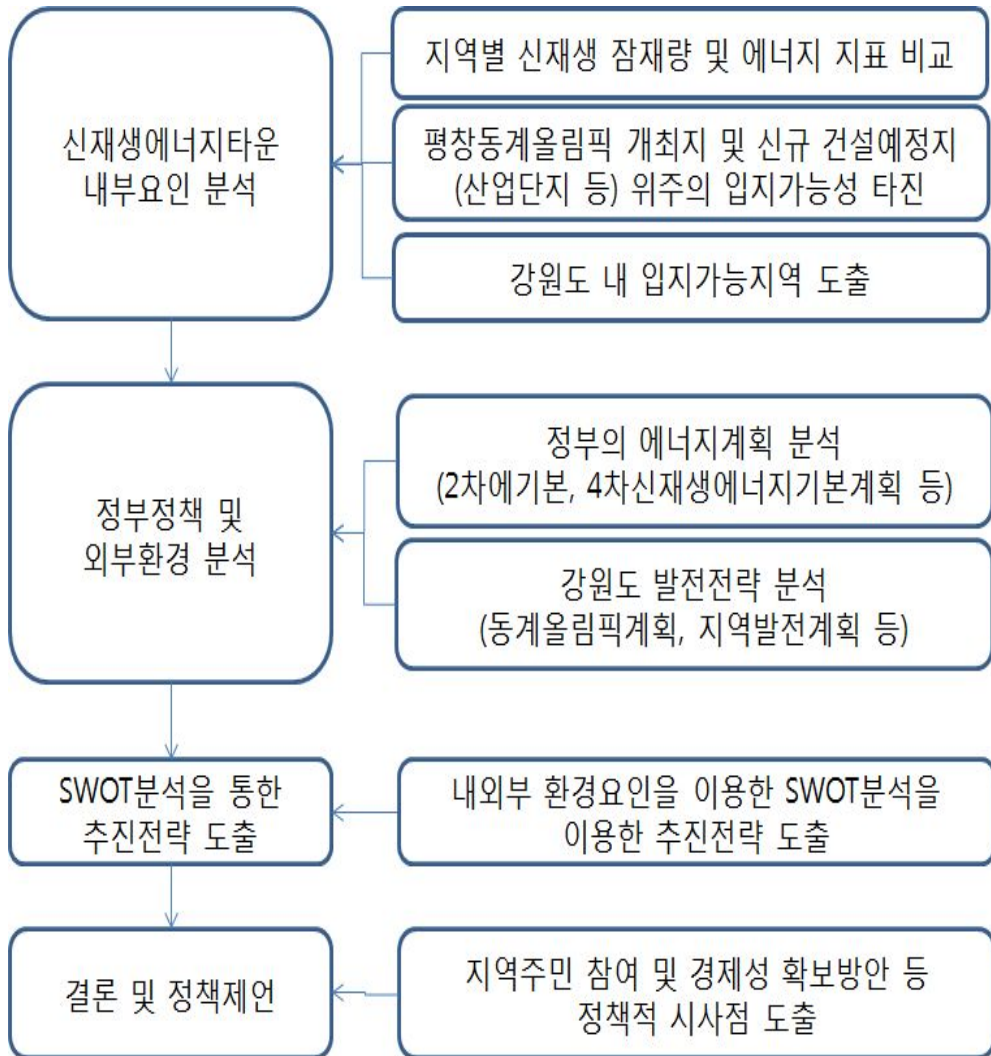 신재생에너지타운
내부요인 분석
지역별 신재생 잠재량 및 에너지 지표 비교
평창동계올림픽 개최지 및 신규 건설예정지
(산업단지 등) 위주의 입지가능성 타진
강원도 내 입지가능지역 도출
정부정책 및
외부환경 분석
정부의 에너지계획 분석
(2차에기본, 4차신재생에너지기본계획 등)
강원도 발전전략 분석
(동계올림픽계획, 지역발전계획 등)
SWOT분석을 통한
추진전략 도출
내외부 환경요인을 이용한 SWOT분석을
이용한 추진전략 도출
결론 및 정책제언
지역주민 참여 및 경제성 확보방안 등
정책적 시사점 도출